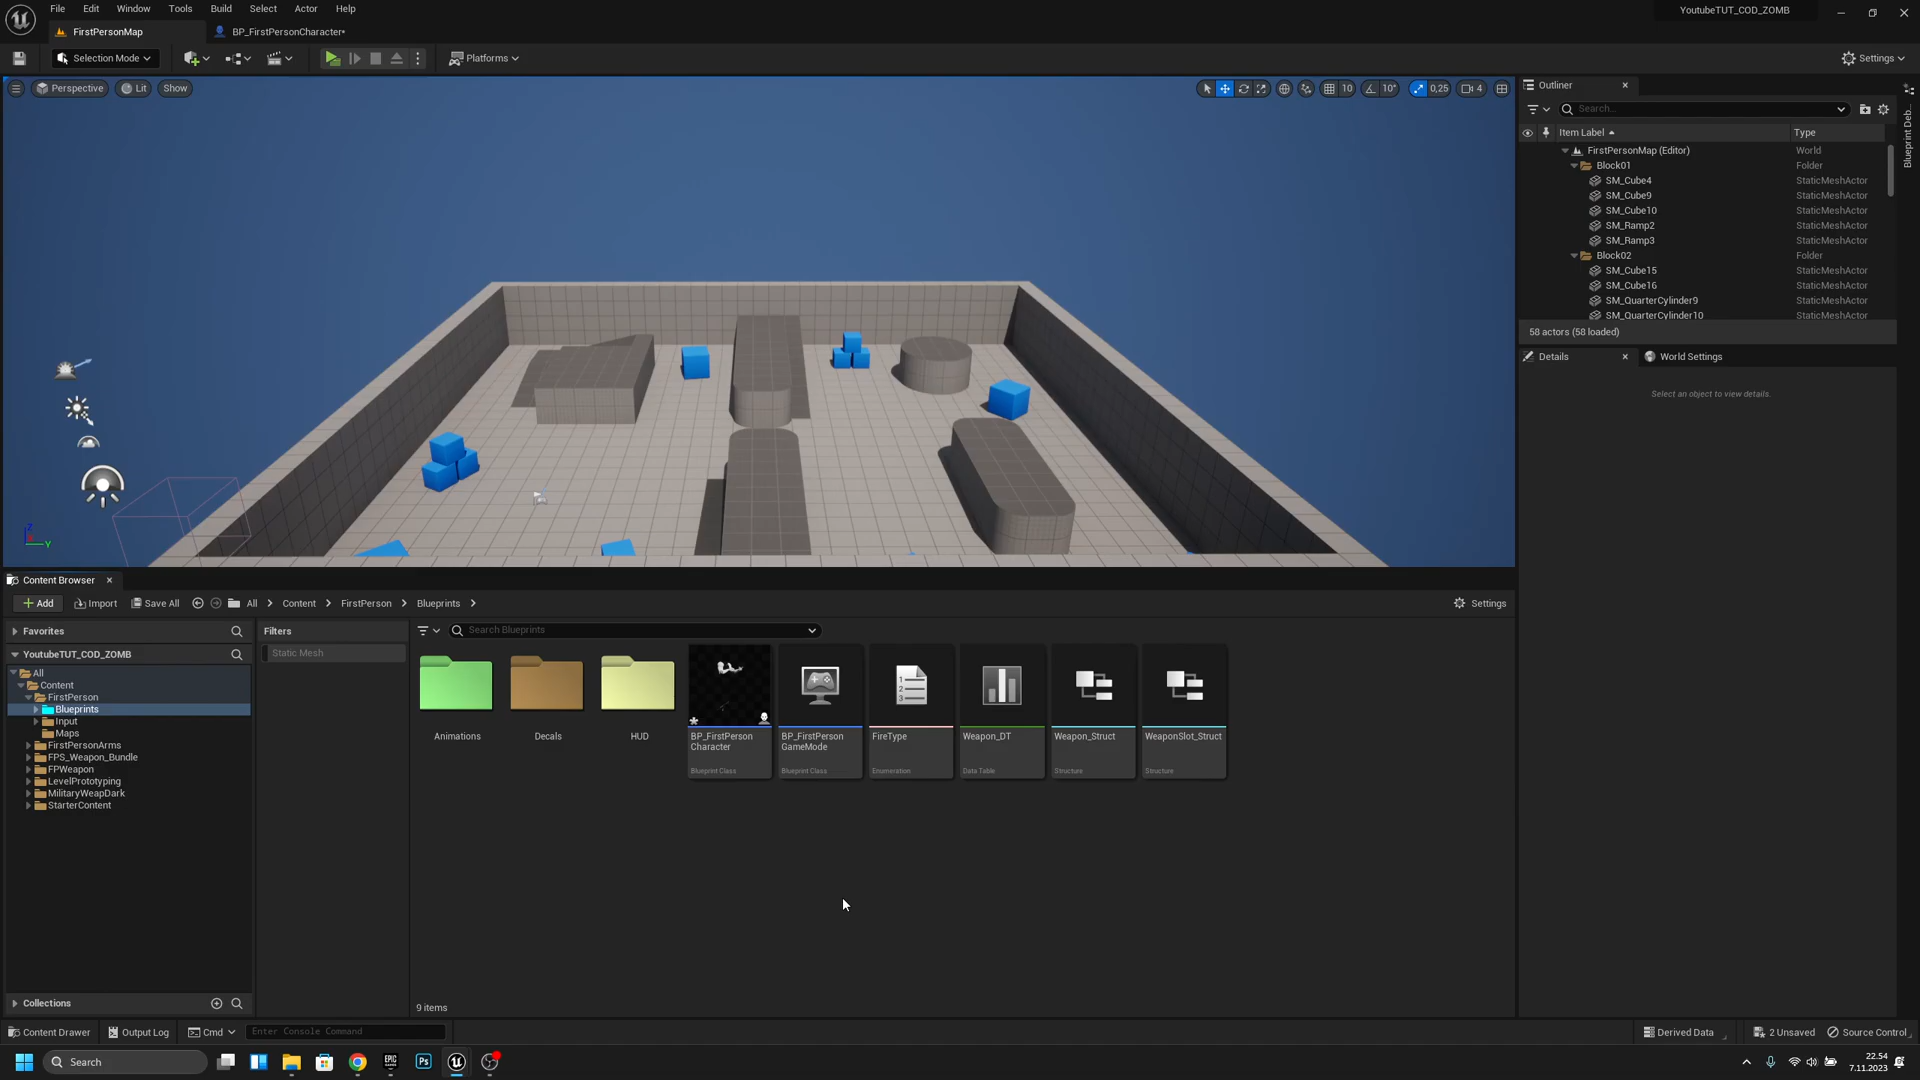 File Edit Window Tools Build Select Actor Help
YoutubeTUT_COD_ZOMB
FirstPersonMap
BP_FirstPersonCharacter*
Selection Mode
Platforms
Settings
Perspective
Lit
Show
10
10°
0,25
4
Outliner
Search...
Item Label
Type
FirstPersonMap (Editor) World
Block01 Folder
SM_Cube4 StaticMeshActor
SM_Cube9 StaticMeshActor
SM_Cube10 StaticMeshActor
SM_Ramp2 StaticMeshActor
SM_Ramp3 StaticMeshActor
Block02 Folder
SM_Cube15 StaticMeshActor
SM_Cube16 StaticMeshActor
SM_QuarterCylinder9 StaticMeshActor
SM_QuarterCylinder10 StaticMeshActor
58 actors (58 loaded)
Blueprint Deb...
Details
World Settings
Select an object to view details.
Z
Y
Content Browser
Add
Import
Save All
All
Content
FirstPerson
Blueprints
Settings
Favorites
YoutubeTUT_COD_ZOMB
All
Content
FirstPerson
Blueprints
Input
Maps
FirstPersonArms
FPS_Weapon_Bundle
FPWeapon
LevelPrototyping
MilitaryWeapDark
StarterContent
Collections
Filters
Static Mesh
Search Blueprints
Animations
Decals
HUD
BP_FirstPerson
Character
Blueprint Class
BP_FirstPerson
GameMode
Blueprint Class
FireType
Enumeration
Weapon_DT
Data Table
Weapon_Struct
Structure
WeaponSlot_Struct
Structure
9 items
Content Drawer
Output Log
Cmd
Enter Console Command
Derived Data
2 Unsaved
Source Control
Search
EPIC
Ps
22.54
7.11.2023